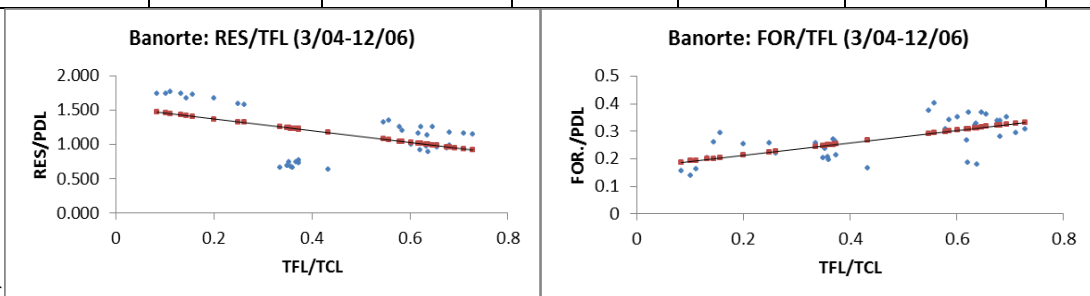 Banorte: RES/TFL (3/04-12/06)
2.000
1.500
1.000
0.500
0.000
RES/PDL
0 0.2 0.4 0.6 0.8
TFL/TCL
Banorte: FOR/TFL (3/04-12/06)
0.5
0.4
0.3
0.2
0.1
0
FOR./PDL
0 0.2 0.4 0.6 0.8
TFL/TCL